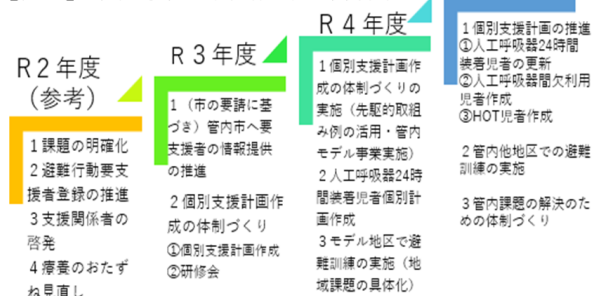 R２年度
（参考）
１課題の明確化
２避難行動要支
援者登録の推進
３支援関係者の
啓発
４療養のおたず
ね見直し
R３年度
１（市の要請に基
づき）管内市へ要
支援者の情報提供
の推進
２個別支援計画作
成の体制づくり
①個別支援計画作成
②研修会
R４年度
１個別支援計画作
成の体制づくりの
実施（先駆的取組
み例の活用・管内
モデル事業実施）
２人工呼吸器24時
間装着児者個別計
画作成
３モデル地区で避
難訓練の実施（地
域課題の具体化）
１個別支援計画の推進
①人工呼吸器24時間
装着児者の更新
②人工呼吸器間欠利用
児者作成
③HOT児者作成
２管内他地区での避難
訓練の実施
３管内課題の解決のた
めの体制づくり